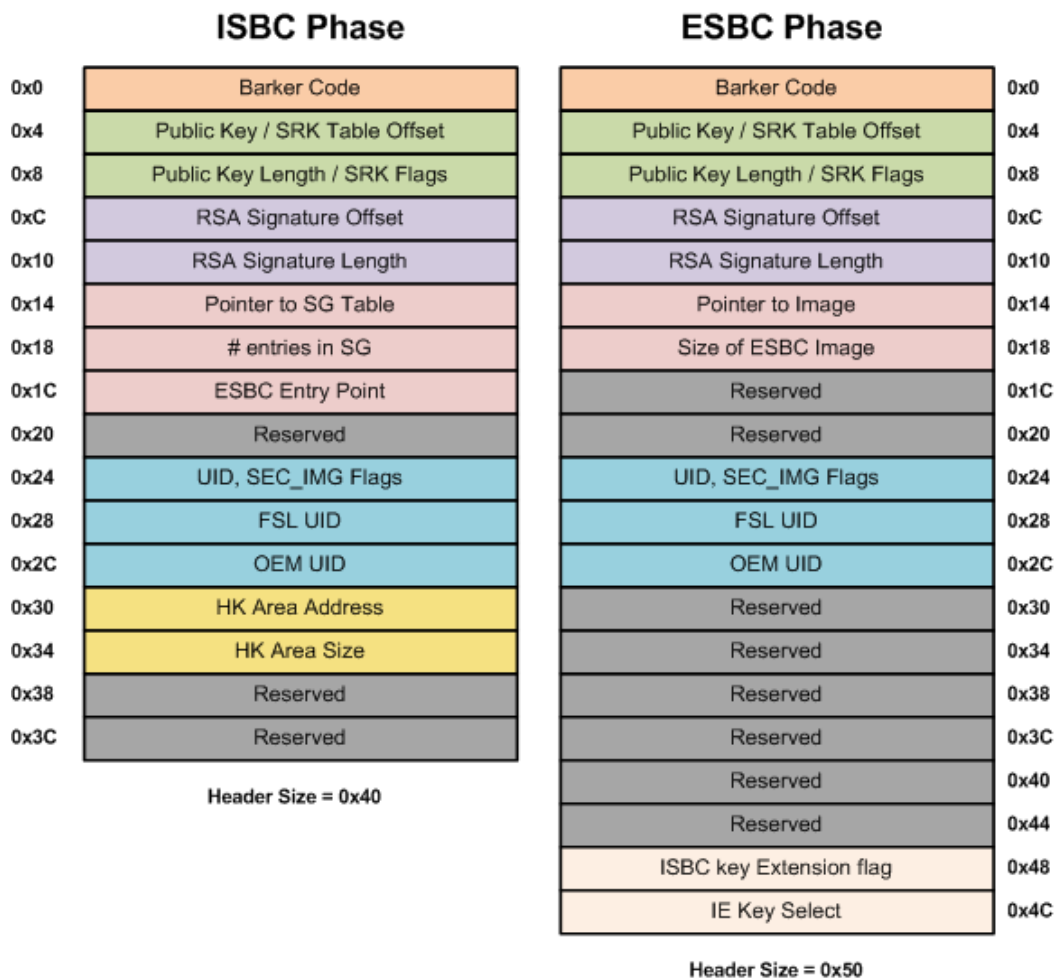 ISBC Phase
0x0 Barker Code
0x4 Public Key / SRK Table Offset
0x8 Public Key Length / SRK Flags
0xC RSA Signature Offset
0x10 RSA Signature Length
0x14 Pointer to SG Table
0x18 # entries in SG
0x1C ESBC Entry Point
0x20 Reserved
0x24 UID, SEC_IMG Flags
0x28 FSL UID
0x2C OEM UID
0x30 HK Area Address
0x34 HK Area Size
0x38 Reserved
0x3C Reserved
Header Size = 0x40
ESBC Phase
Barker Code 0x0
Public Key / SRK Table Offset 0x4
Public Key Length / SRK Flags 0x8
RSA Signature Offset 0xC
RSA Signature Length 0x10
Pointer to Image 0x14
Size of ESBC Image 0x18
Reserved 0x1C
Reserved 0x20
UID, SEC_IMG Flags 0x24
FSL UID 0x28
OEM UID 0x2C
Reserved 0x30
Reserved 0x34
Reserved 0x38
Reserved 0x3C
Reserved 0x40
Reserved 0x44
ISBC key Extension flag 0x48
IE Key Select 0x4C
Header Size = 0x50